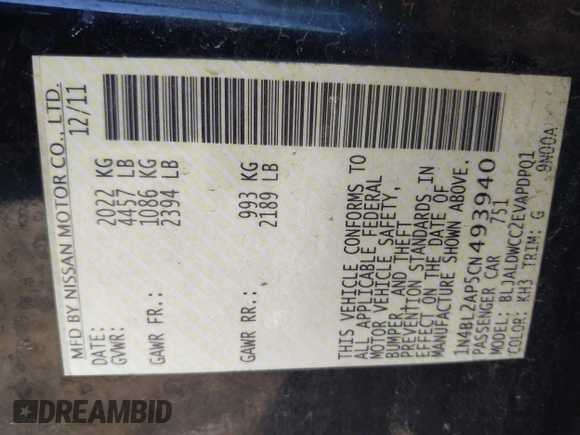 MFD BY NISSAN MOTOR CO., LTD.
DATE: 12/11
GVWR: 2022 KG
4457 LB
GAWR FR.: 1086 KG
2394 LB
GAWR RR.: 993 KG
2189 LB
THIS VEHICLE CONFORMS TO
ALL APPLICABLE FEDERAL
MOTOR VEHICLE SAFETY,
BUMPER, AND THEFT
PREVENTION STANDARDS IN
EFFECT ON THE DATE OF
MANUFACTURE SHOWN ABOVE.
1N4BL2AP5CN493940
PASSENGER CAR 751
MODEL: BLJALDWCC2EVAPDPQ1
COLOR: KH3 TRIM: G 9N00A
DREAMBID